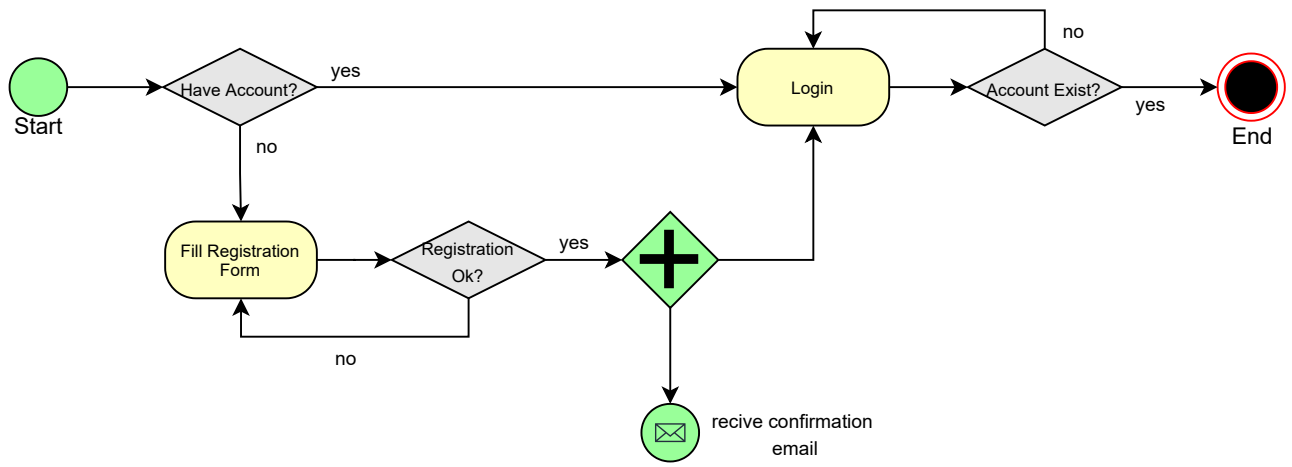 Start
Have Account?
yes
no
Login
no
Account Exist?
yes
End
Fill Registration
Form
Registration
Ok?
yes
no
recive confirmation
email